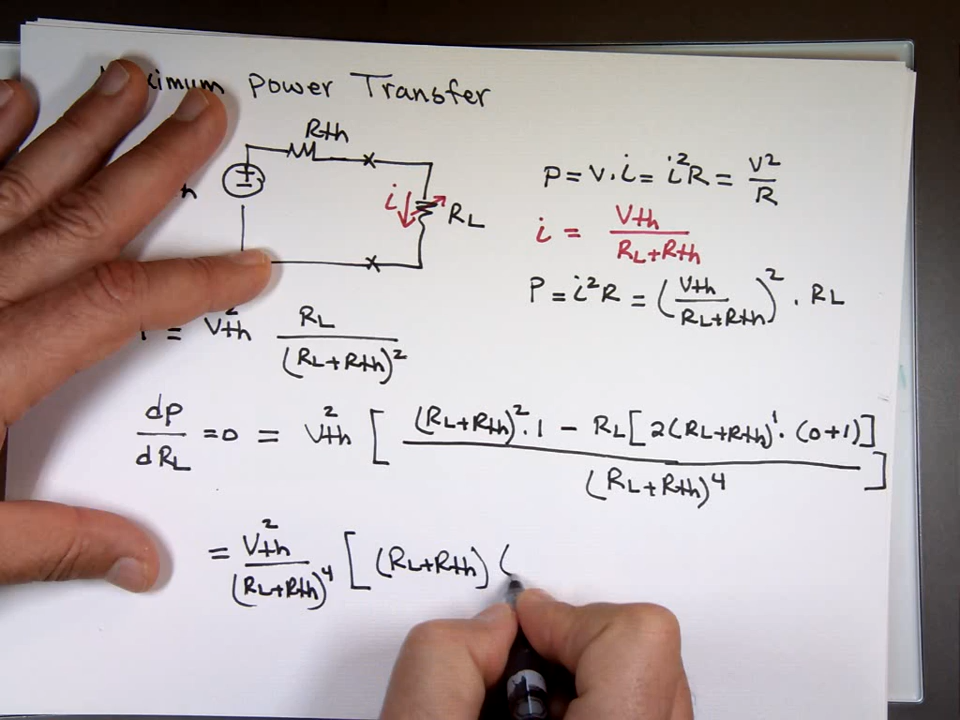 Power Transfer
Rth
i RL
P = V · i = i²R = V²/R
i = Vth/(RL+Rth)
P = i²R = (Vth/(RL+Rth))² · RL
= Vth² RL/(RL+Rth)²
dP/dRL = 0 = Vth² [((RL+Rth)² · 1 - RL[2(RL+Rth)¹ · (0+1)])/(RL+Rth)⁴]
= Vth²/(RL+Rth)⁴ [(RL+Rth) (